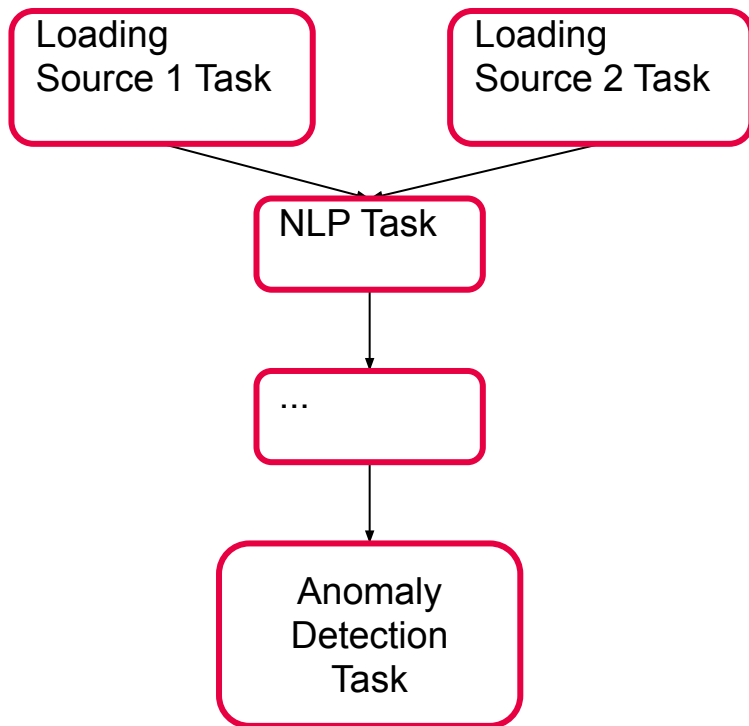 Loading
Source 1 Task
Loading
Source 2 Task
NLP Task
...
Anomaly
Detection
Task